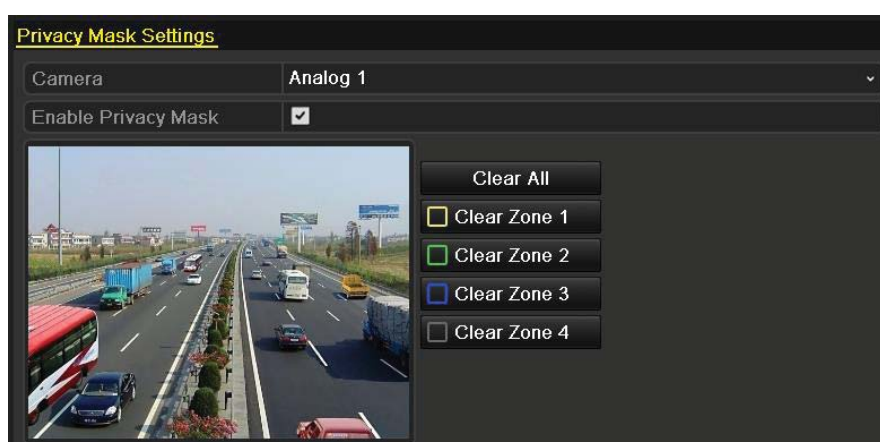 Privacy Mask Settings
Camera
Analog 1
Enable Privacy Mask
Clear All
Clear Zone 1
Clear Zone 2
Clear Zone 3
Clear Zone 4